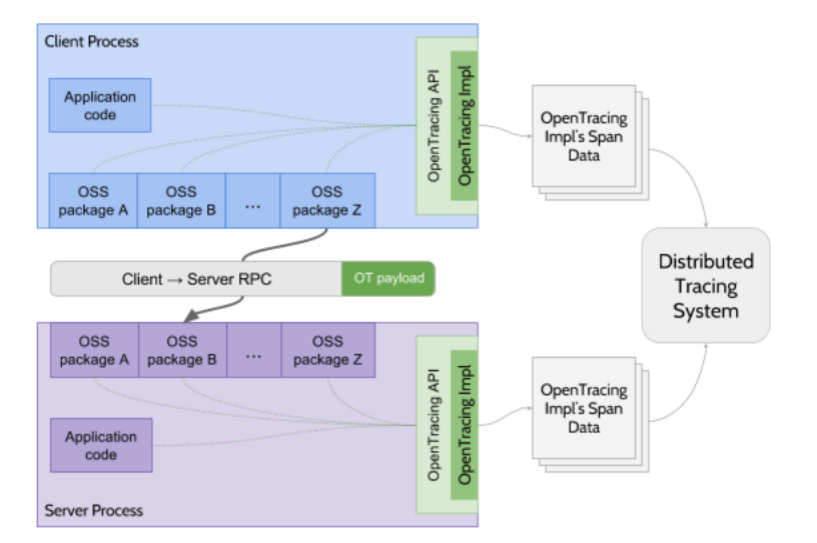 Client Process
Application
code
OSS
package A
OSS
package B
...
OSS
package Z
OpenTracing API
OpenTracing Impl
OpenTracing
Impl's Span
Data
Client → Server RPC
OT payload
Distributed
Tracing
System
OSS
package A
OSS
package B
...
OSS
package Z
Application
code
OpenTracing API
OpenTracing Impl
OpenTracing
Impl's Span
Data
Server Process